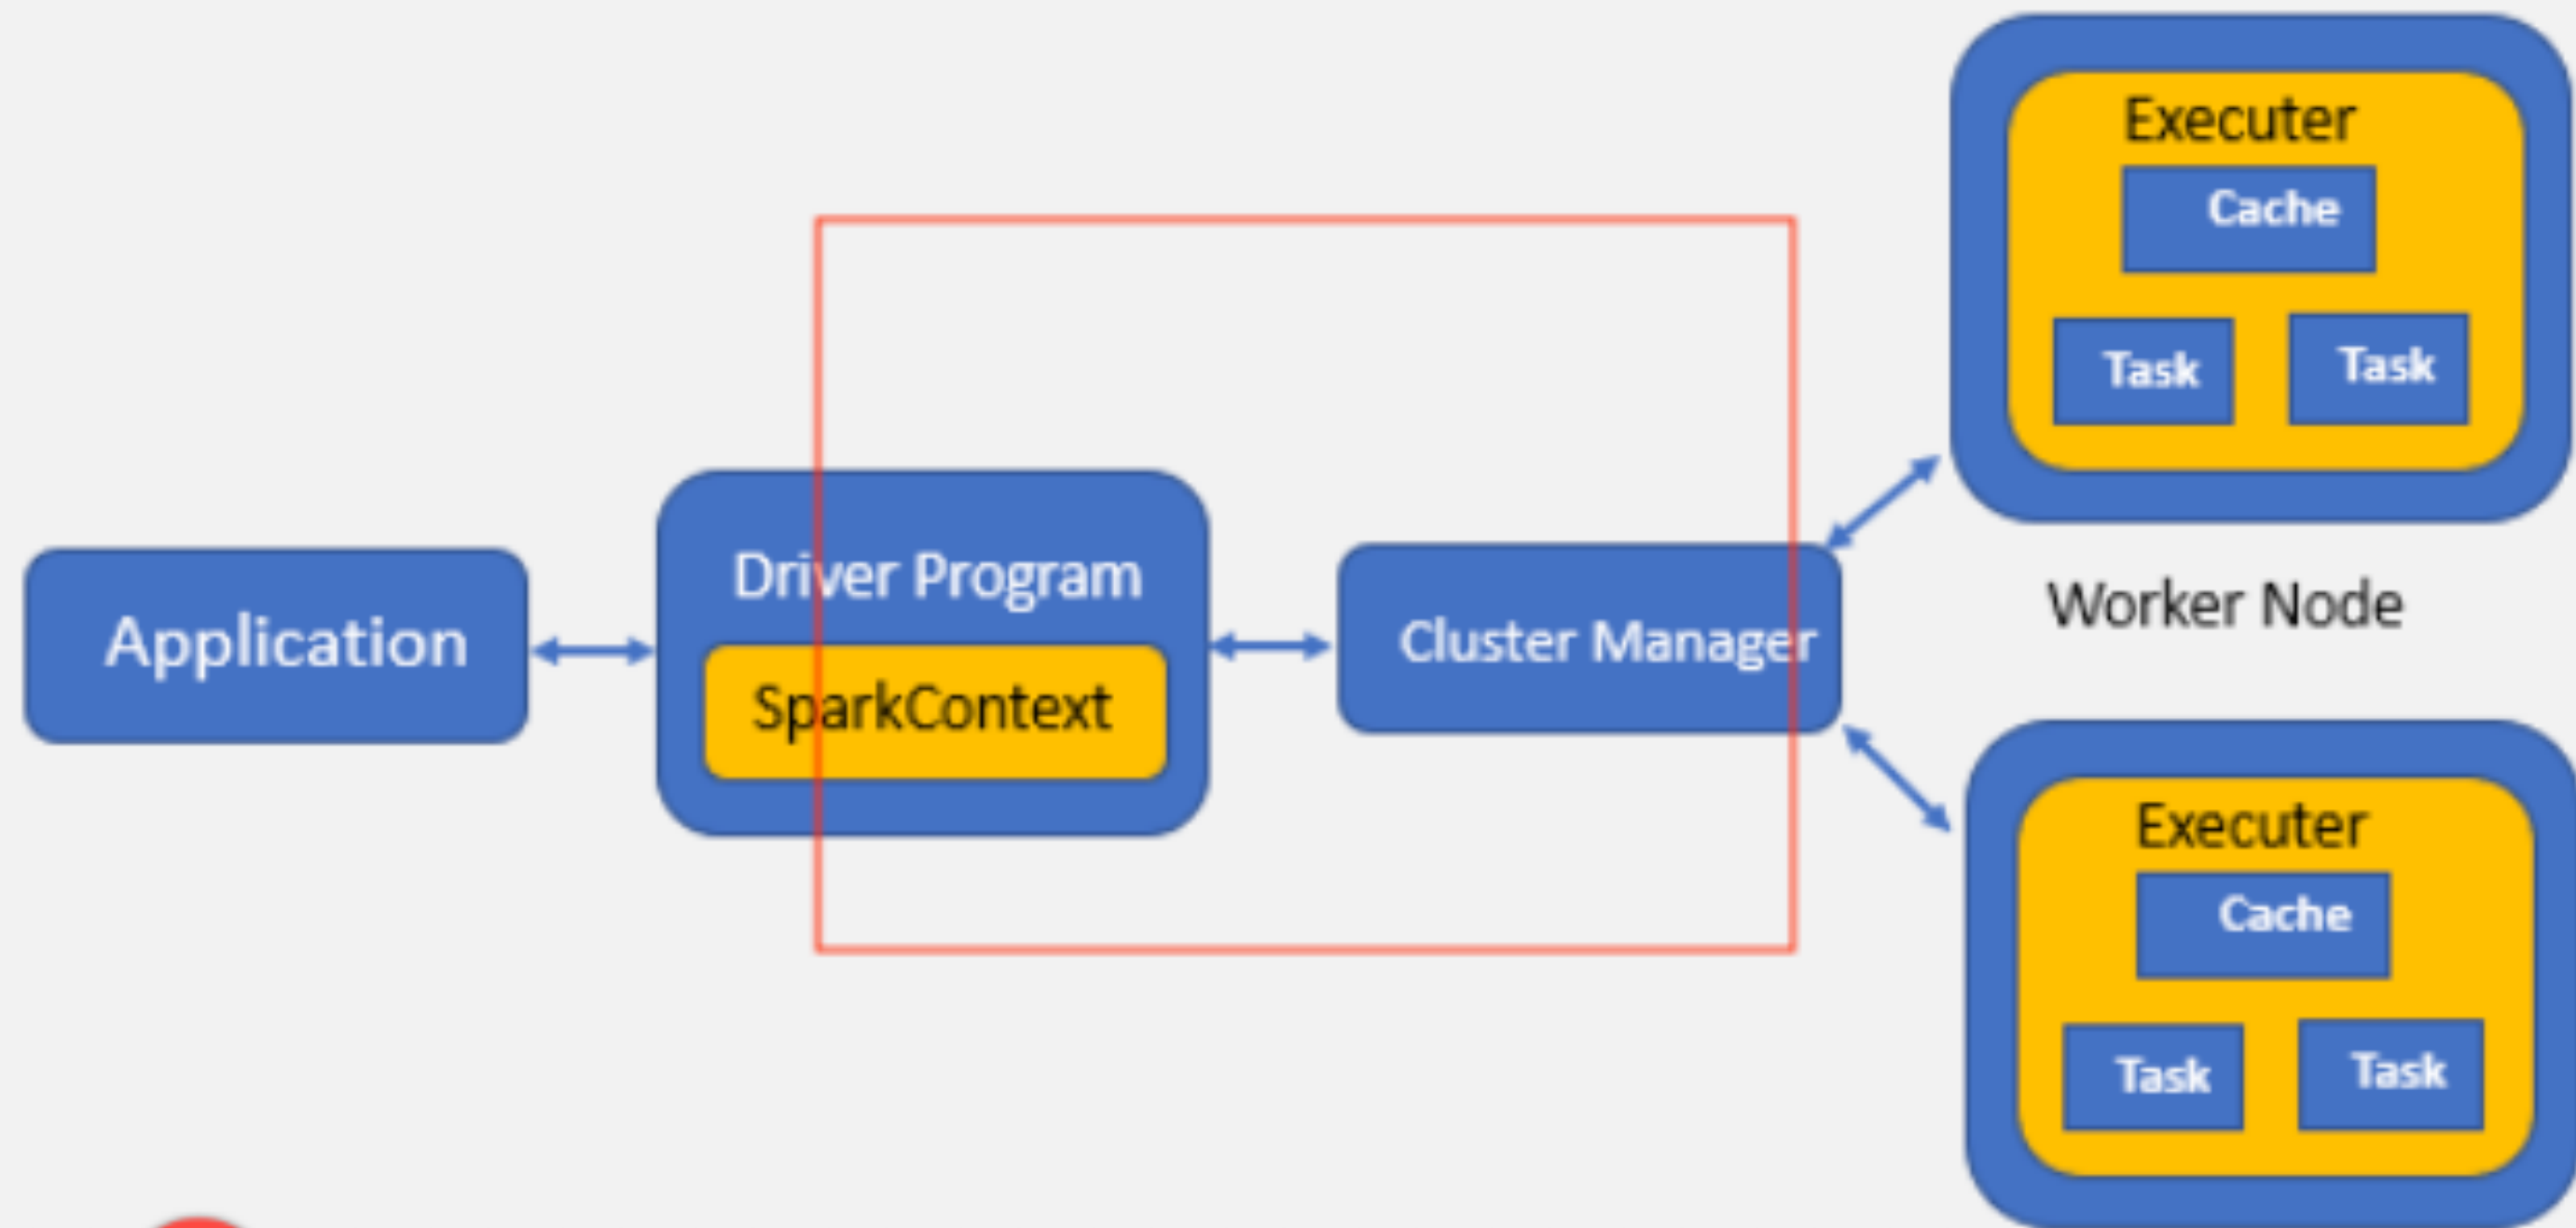 Executer
Cache
Task Task
Driver Program
Application
SparkContext
Cluster Manager
Worker Node
Executer
Cache
Task Task